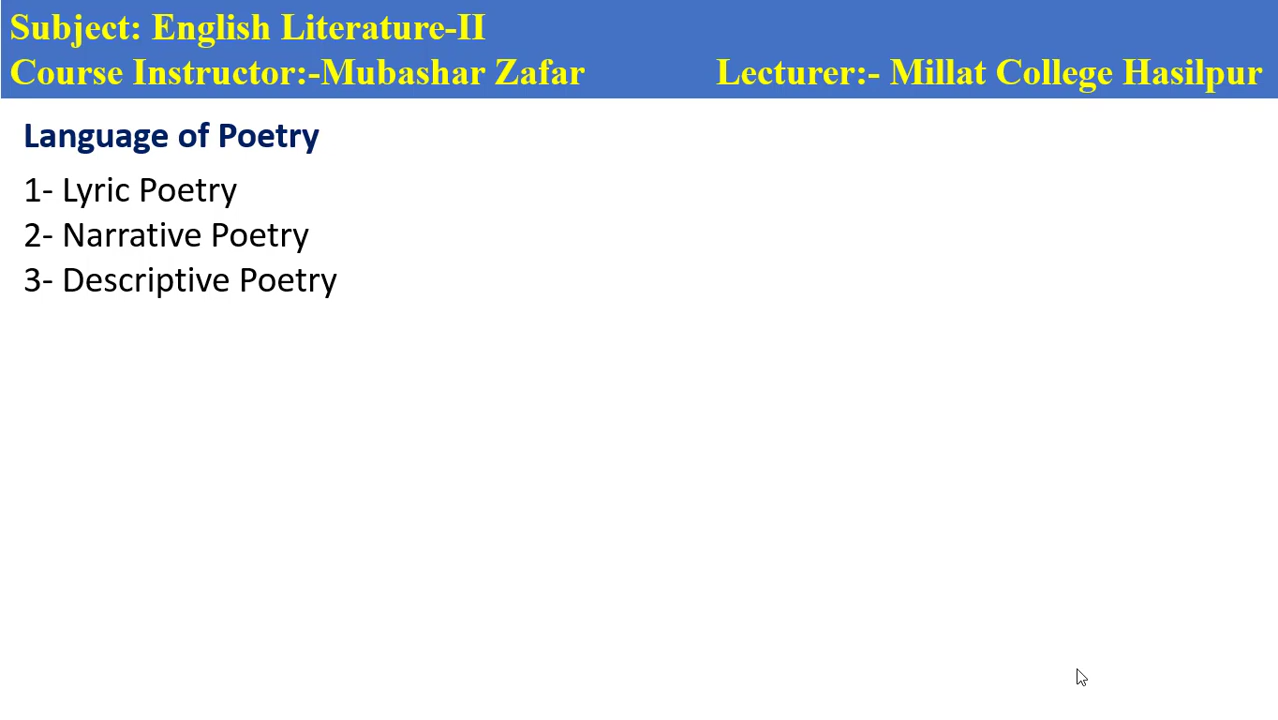 Subject: English Literature-II
Course Instructor:-Mubashar Zafar Lecturer:- Millat College Hasilpur
Language of Poetry
1- Lyric Poetry
2- Narrative Poetry
3- Descriptive Poetry